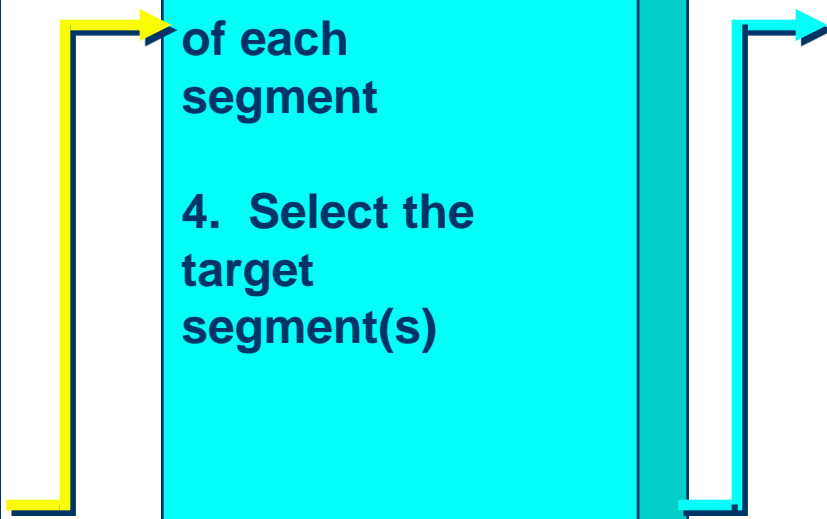 of each
segment
4. Select the
target
segment(s)